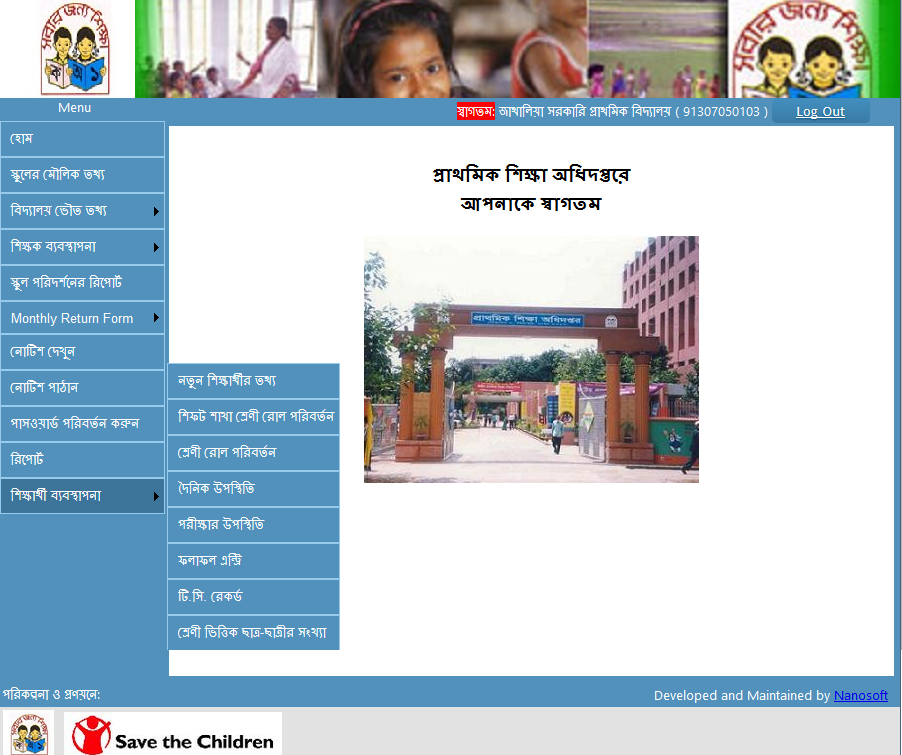 সবার জন্য শিক্ষা
সবার জন্য শিক্ষা
Menu
স্বাগতম: জাখালিয়া সরকারি প্রাথমিক বিদ্যালয় ( 91307050103 )
Log Out
হোম
স্কুলের মৌলিক তথ্য
বিদ্যালয় ভৌত তথ্য
শিক্ষক ব্যবস্থাপনা
স্কুল পরিদর্শনের রিপোর্ট
Monthly Return Form
নোটিশ দেখুন
নোটিশ পাঠান
পাসওয়ার্ড পরিবর্তন করুন
রিপোর্ট
শিক্ষার্থী ব্যবস্থাপনা
নতুন শিক্ষার্থীর তথ্য
শিফট শাখা শ্রেণী রোল পরিবর্তন
শ্রেণী রোল পরিবর্তন
দৈনিক উপস্থিতি
পরীক্ষার উপস্থিতি
ফলাফল এন্ট্রি
টি.সি. রেকর্ড
শ্রেণী ভিত্তিক ছাত্র-ছাত্রীর সংখ্যা
প্রাথমিক শিক্ষা অধিদপ্তরে
আপনাকে স্বাগতম
প্রাথমিক শিক্ষা অধিদপ্তর
পরিকল্পনা ও প্রণয়নে:
Developed and Maintained by Nanosoft
সবার জন্য শিক্ষা
Save the Children